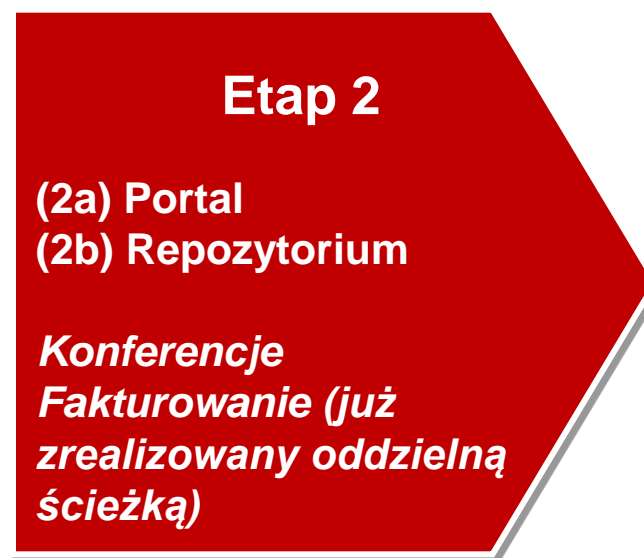 Etap 2
(2a) Portal
(2b) Repozytorium
Konferencje
Fakturowanie (już
zrealizowany oddzielną
ścieżką)